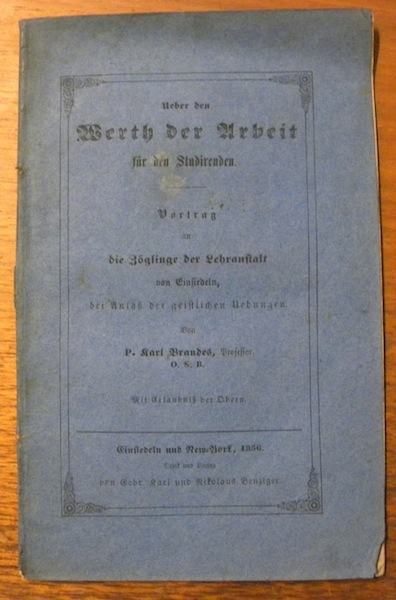 Ueber den
Werth der Arbeit
für den Studirenden.
Vortrag
an
die Zöglinge der Lehranstalt
von Einsiedeln,
bei Anlaß der geistlichen Uebungen.
Von
P. Karl Brandes, Professor.
O. S. B.
Mit Erlaubniß der Obern.
Einsiedeln und New-York, 1856.
Druck und Verlag
von Gebr. Karl und Nikolaus Benziger.